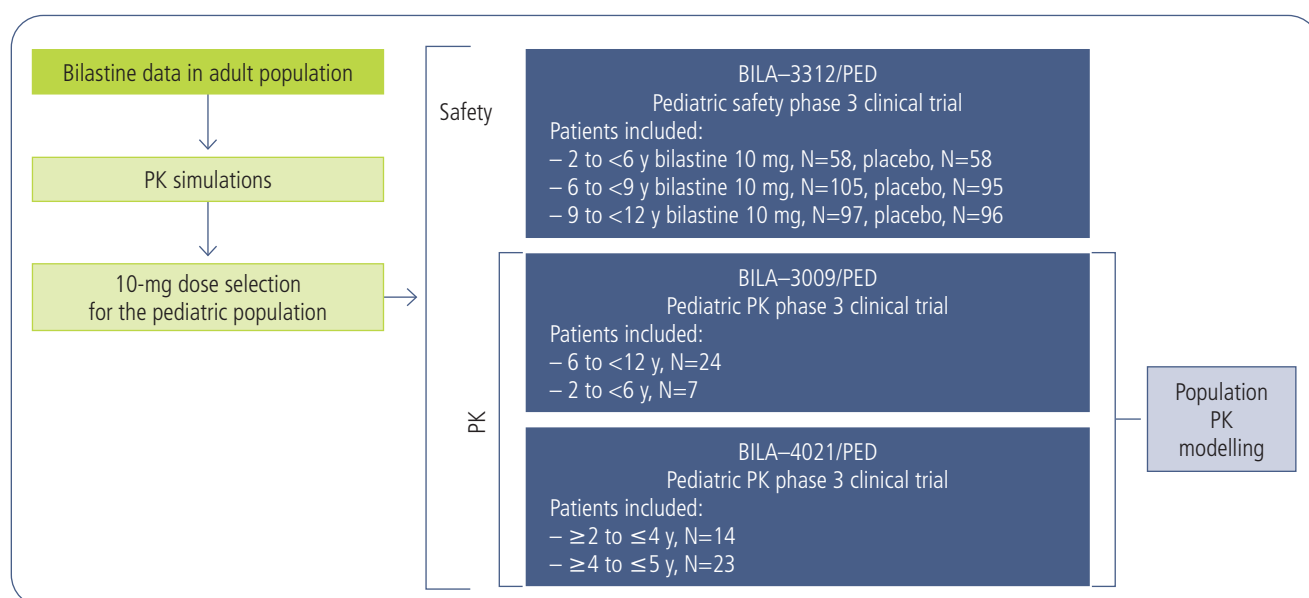 Bilastine data in adult population
PK simulations
10-mg dose selection
for the pediatric population
Safety
BILA–3312/PED
Pediatric safety phase 3 clinical trial
Patients included:
– 2 to <6 y bilastine 10 mg, N=58, placebo, N=58
– 6 to <9 y bilastine 10 mg, N=105, placebo, N=95
– 9 to <12 y bilastine 10 mg, N=97, placebo, N=96
PK
BILA–3009/PED
Pediatric PK phase 3 clinical trial
Patients included:
– 6 to <12 y, N=24
– 2 to <6 y, N=7
BILA–4021/PED
Pediatric PK phase 3 clinical trial
Patients included:
– ≥2 to ≤4 y, N=14
– ≥4 to ≤5 y, N=23
Population
PK
modelling